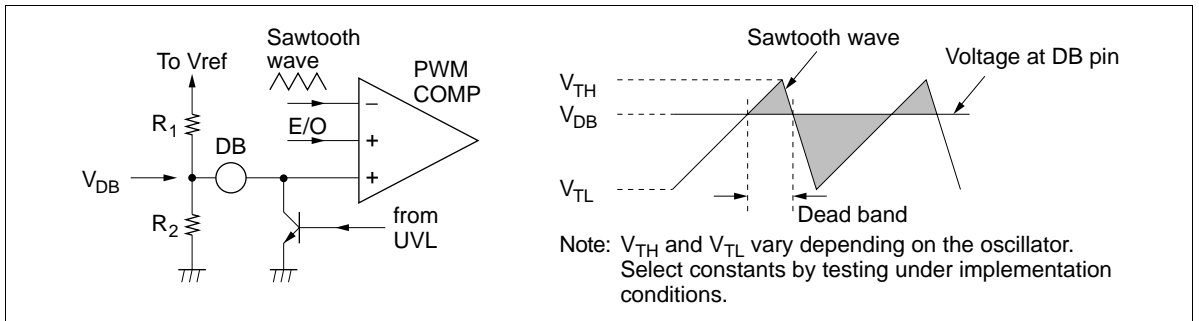 Sawtooth
wave
To Vref
PWM
COMP
−
R1
E/O
+
DB
VDB
+
R2
from
UVL
Sawtooth wave
Voltage at DB pin
VTH
VDB
VTL
Dead band
Note: VTH and VTL vary depending on the oscillator.
Select constants by testing under implementation
conditions.